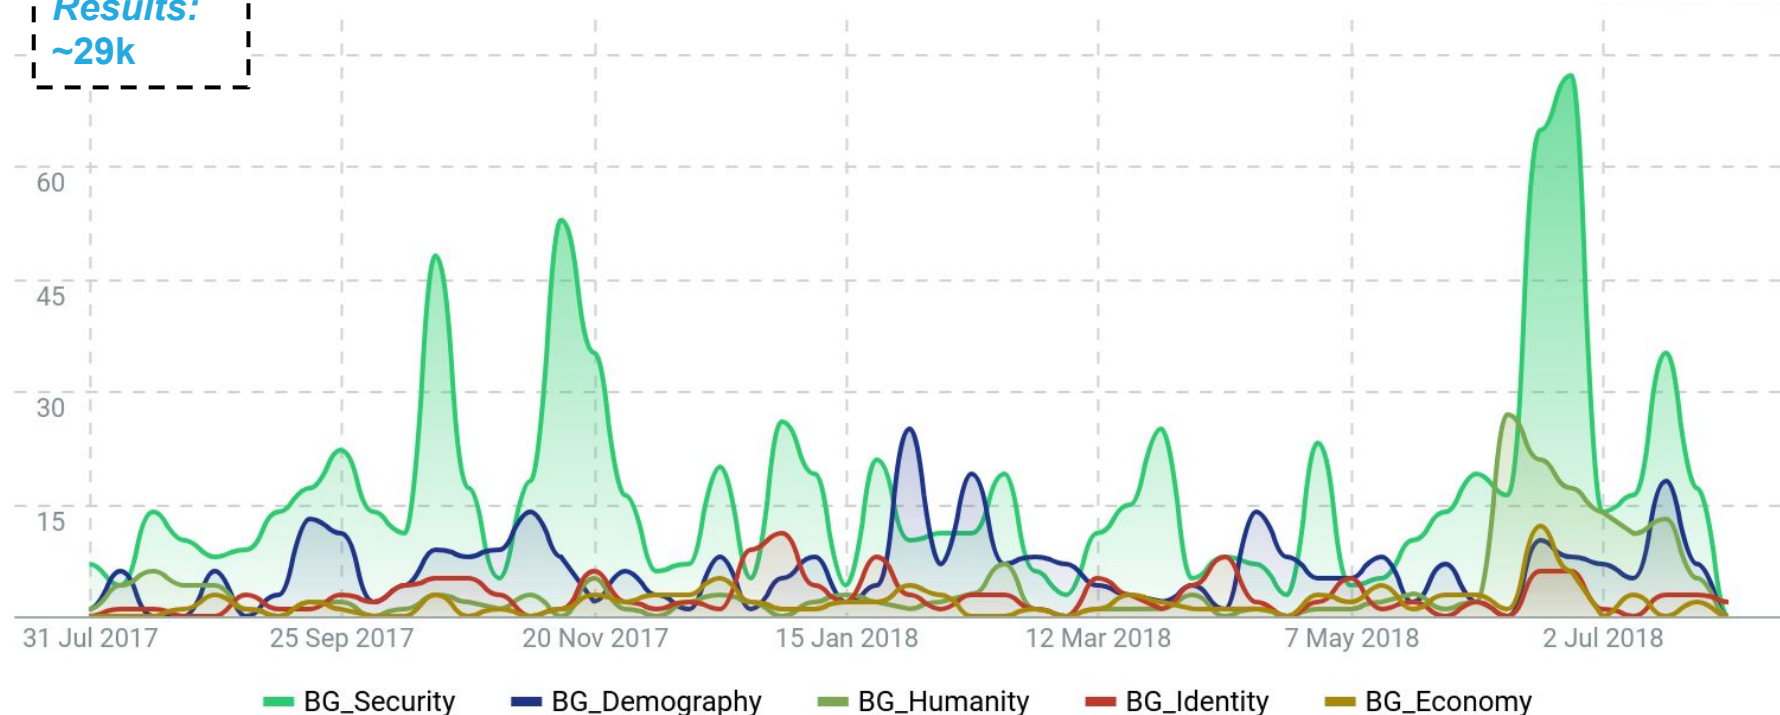 Results:
~29k
60
45
30
15
31 Jul 2017 25 Sep 2017 20 Nov 2017 15 Jan 2018 12 Mar 2018 7 May 2018 2 Jul 2018
BG_Security BG_Demography BG_Humanity BG_Identity BG_Economy